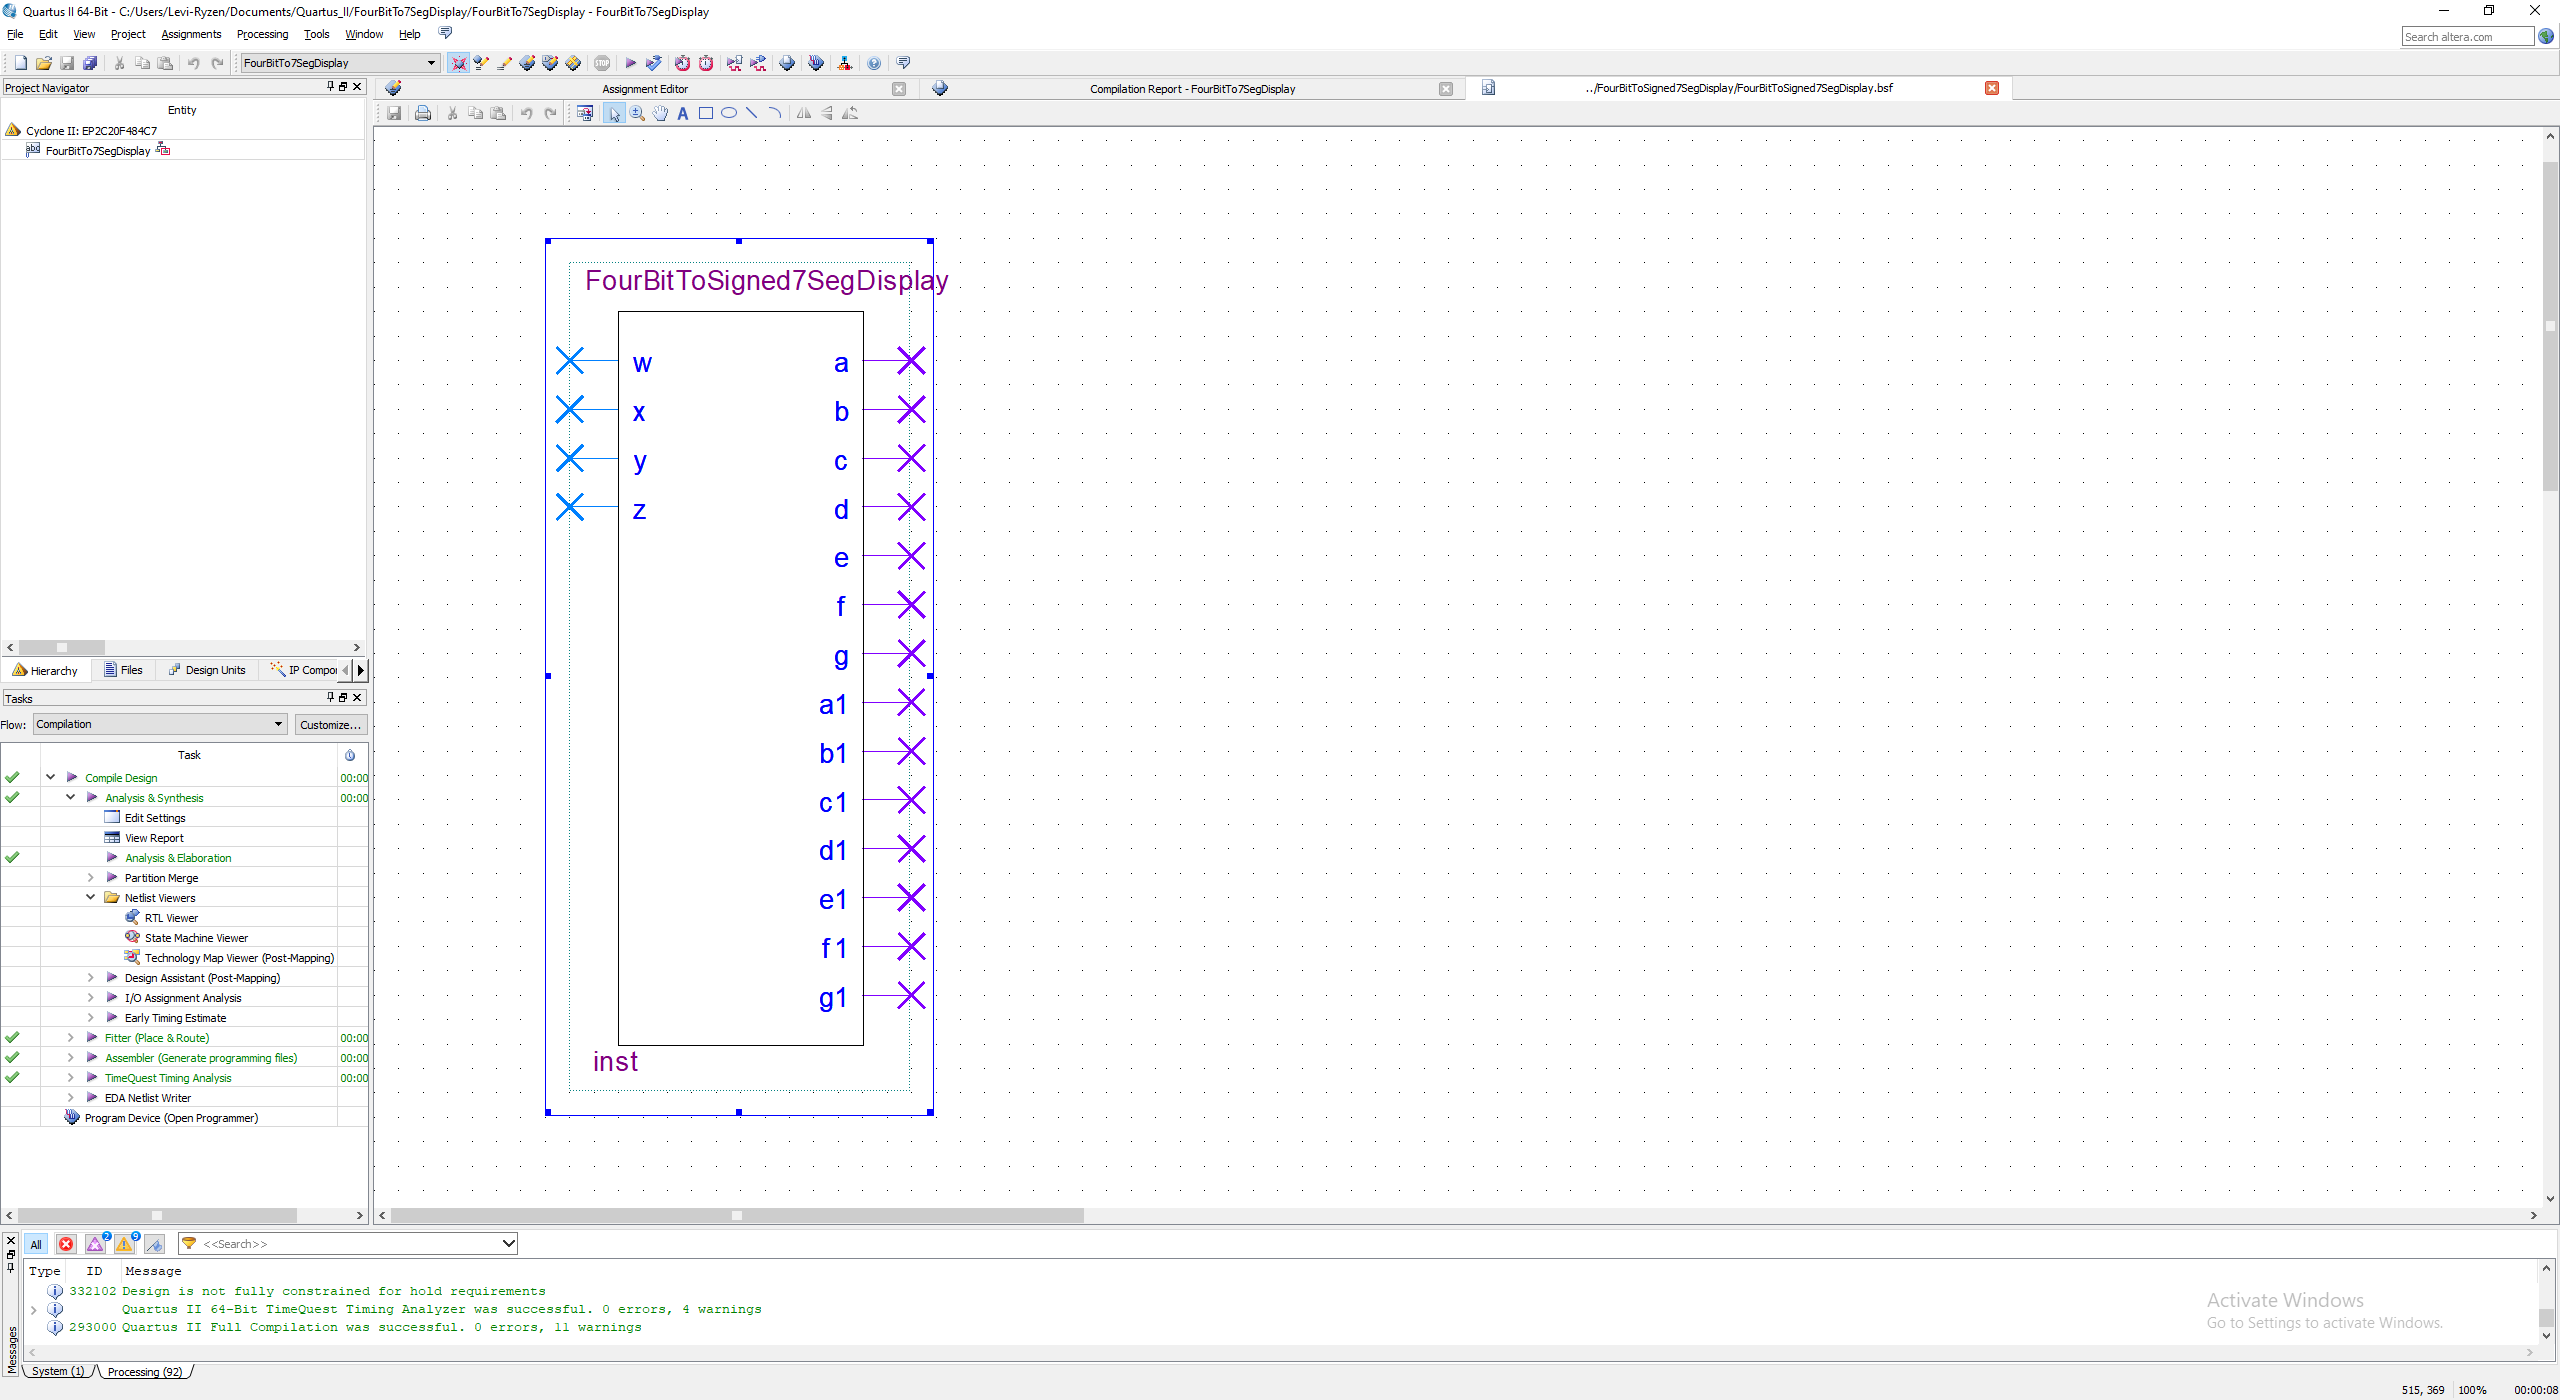 Quartus II 64-Bit - C:/Users/Levi-Ryzen/Documents/Quartus_II/FourBitTo7SegDisplay/FourBitTo7SegDisplay - FourBitTo7SegDisplay
File Edit View Project Assignments Processing Tools Window Help
Search altera.com
FourBitTo7SegDisplay
STOP
Project Navigator
Assignment Editor
Compilation Report - FourBitTo7SegDisplay
../FourBitToSigned7SegDisplay/FourBitToSigned7SegDisplay.bsf
Entity
Cyclone II: EP2C20F484C7
abc FourBitTo7SegDisplay
FourBitToSigned7SegDisplay
w a
x b
y c
z d
e
f
g
a1
b1
c1
d1
e1
f1
g1
inst
Hierarchy Files Design Units IP Compor
Tasks
Flow: Compilation Customize...
Task
Compile Design 00:00
Analysis & Synthesis 00:00
Edit Settings
View Report
Analysis & Elaboration
Partition Merge
Netlist Viewers
RTL Viewer
State Machine Viewer
Technology Map Viewer (Post-Mapping)
Design Assistant (Post-Mapping)
I/O Assignment Analysis
Early Timing Estimate
Fitter (Place & Route) 00:00
Assembler (Generate programming files) 00:00
TimeQuest Timing Analysis 00:00
EDA Netlist Writer
Program Device (Open Programmer)
All 2 9 <<Search>>
Type ID Message
332102 Design is not fully constrained for hold requirements
Quartus II 64-Bit TimeQuest Timing Analyzer was successful. 0 errors, 4 warnings
293000 Quartus II Full Compilation was successful. 0 errors, 11 warnings
Messages
System (1) Processing (92)
Activate Windows
Go to Settings to activate Windows.
515, 369 100% 00:00:08